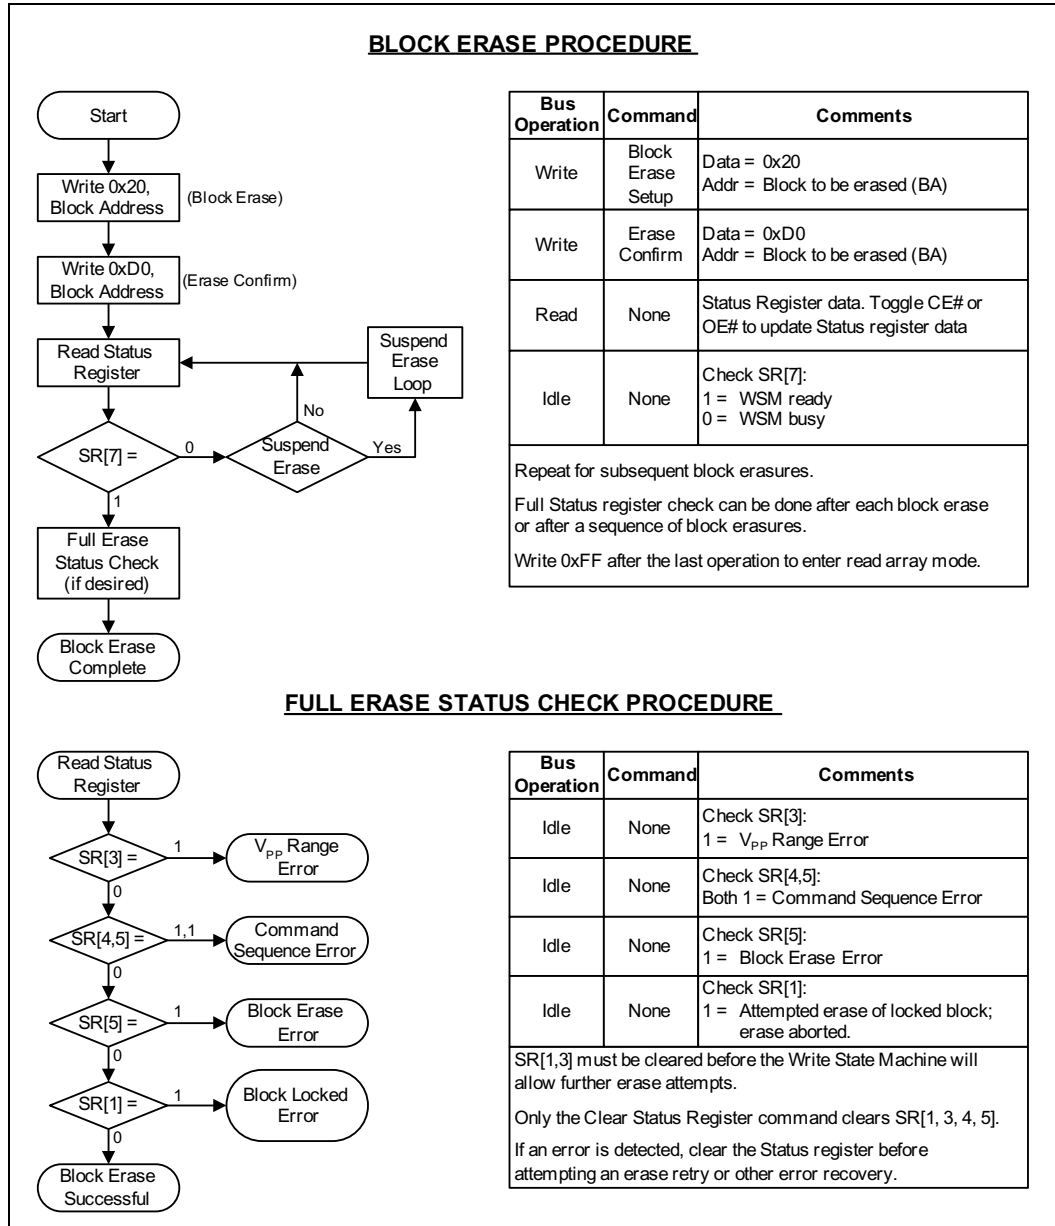 BLOCK ERASE PROCEDURE
Start
Write 0x20,
Block Address
(Block Erase)
Write 0xD0,
Block Address
(Erase Confirm)
Read Status
Register
Suspend
Erase
Loop
No
SR[7] =
0
Suspend
Erase
Yes
1
Full Erase
Status Check
(if desired)
Block Erase
Complete
Bus
Operation
Command
Comments
Write
Block
Erase
Setup
Data = 0x20
Addr = Block to be erased (BA)
Write
Erase
Confirm
Data = 0xD0
Addr = Block to be erased (BA)
Read
None
Status Register data. Toggle CE# or
OE# to update Status register data
Idle
None
Check SR[7]:
1 = WSM ready
0 = WSM busy
Repeat for subsequent block erasures.
Full Status register check can be done after each block erase
or after a sequence of block erasures.
Write 0xFF after the last operation to enter read array mode.
FULL ERASE STATUS CHECK PROCEDURE
Read Status
Register
SR[3] =
1
VPP Range
Error
0
SR[4,5] =
1,1
Command
Sequence Error
0
SR[5] =
1
Block Erase
Error
0
SR[1] =
1
Block Locked
Error
0
Block Erase
Successful
Bus
Operation
Command
Comments
Idle
None
Check SR[3]:
1 = VPP Range Error
Idle
None
Check SR[4,5]:
Both 1 = Command Sequence Error
Idle
None
Check SR[5]:
1 = Block Erase Error
Idle
None
Check SR[1]:
1 = Attempted erase of locked block;
erase aborted.
SR[1,3] must be cleared before the Write State Machine will
allow further erase attempts.
Only the Clear Status Register command clears SR[1, 3, 4, 5].
If an error is detected, clear the Status register before
attempting an erase retry or other error recovery.